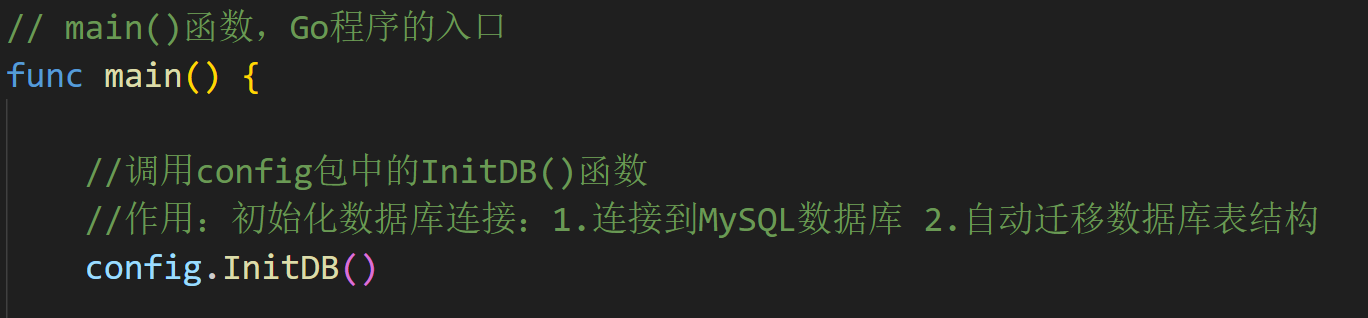 // main()函数，Go程序的入口
func main() {
//调用config包中的InitDB()函数
//作用：初始化数据库连接：1.连接到MySQL数据库 2.自动迁移数据库表结构
config.InitDB()